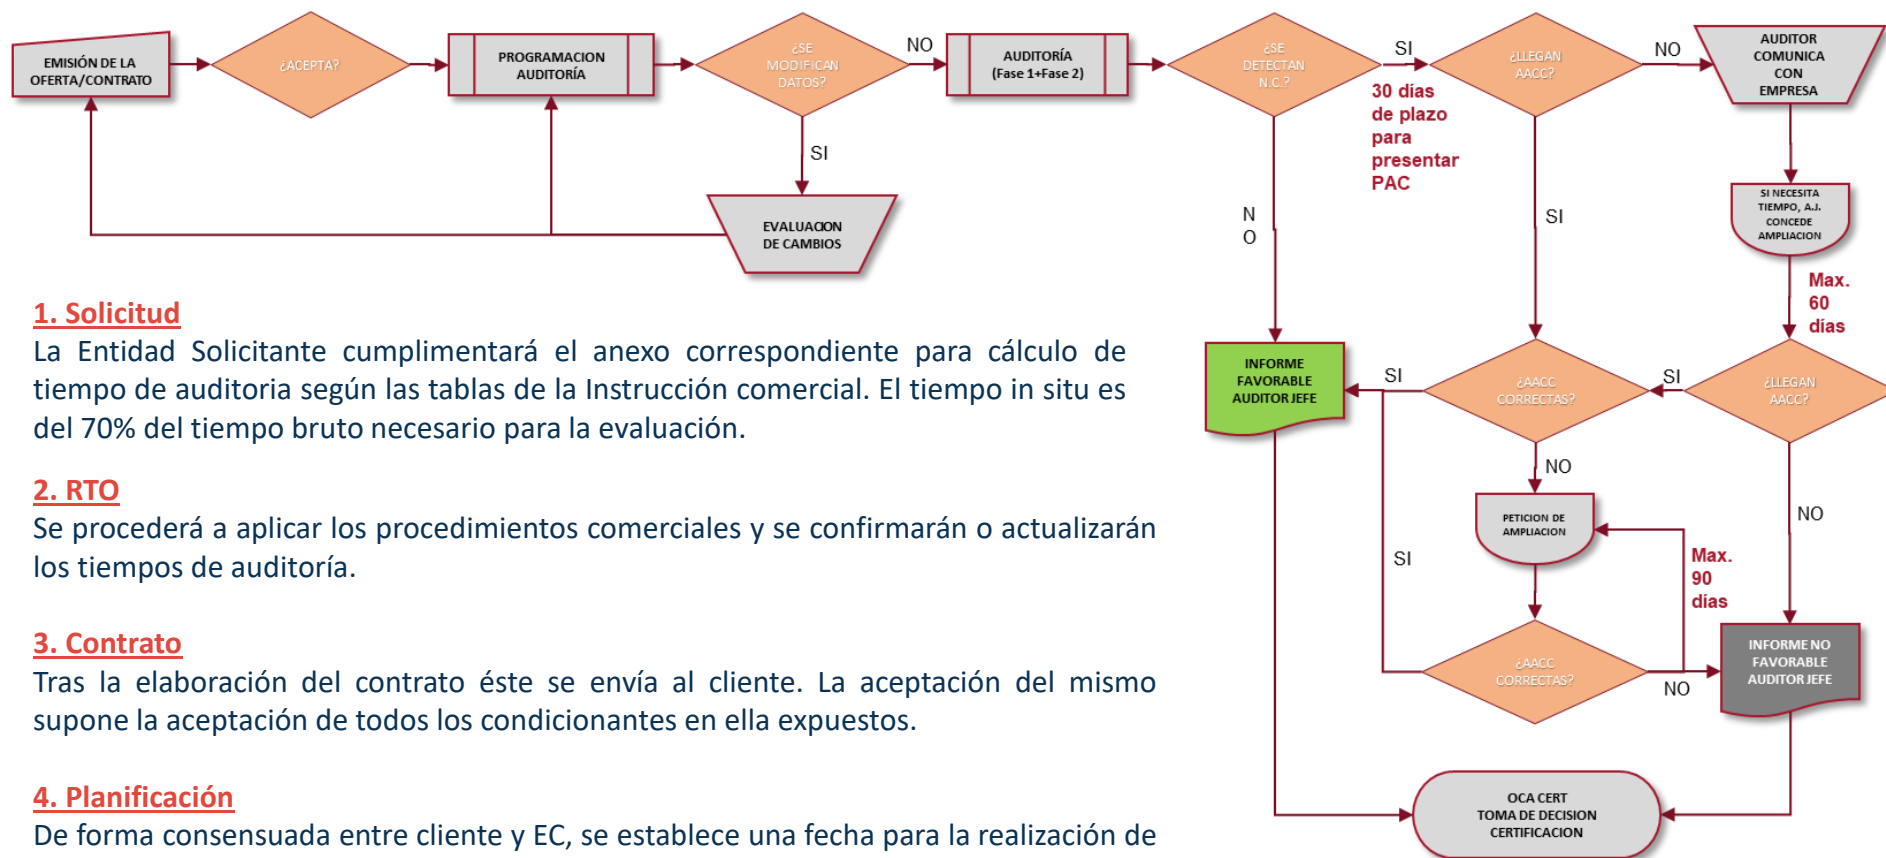 EMISIÓN DE LA
OFERTA/CONTRATO
¿ACEPTA?
PROGRAMACION
AUDITORÍA
¿SE
MODIFICAN
DATOS?
NO
AUDITORÍA
(Fase 1+Fase 2)
¿SE
DETECTAN
N.C.?
SI
30 días
de plazo
para
presentar
PAC
¿LLEGAN
AACC?
NO
AUDITOR
COMUNICA
CON
EMPRESA
SI
EVALUACION
DE CAMBIOS
N
O
SI
SI NECESITA
TIEMPO, A.J.
CONCEDE
AMPLIACION
Max.
60
días
INFORME
FAVORABLE
AUDITOR JEFE
SI
¿AACC
CORRECTAS?
SI
¿LLEGAN
AACC?
NO
PETICION DE
AMPLIACION
NO
SI
Max.
90
días
¿AACC
CORRECTAS?
NO
INFORME NO
FAVORABLE
AUDITOR JEFE
OCA CERT
TOMA DE DECISION
CERTIFICACION
1. Solicitud
La Entidad Solicitante cumplimentará el anexo correspondiente para cálculo de
tiempo de auditoria según las tablas de la Instrucción comercial. El tiempo in situ es
del 70% del tiempo bruto necesario para la evaluación.
2. RTO
Se procederá a aplicar los procedimientos comerciales y se confirmarán o actualizarán
los tiempos de auditoría.
3. Contrato
Tras la elaboración del contrato éste se envía al cliente. La aceptación del mismo
supone la aceptación de todos los condicionantes en ella expuestos.
4. Planificación
De forma consensuada entre cliente y EC, se establece una fecha para la realización de